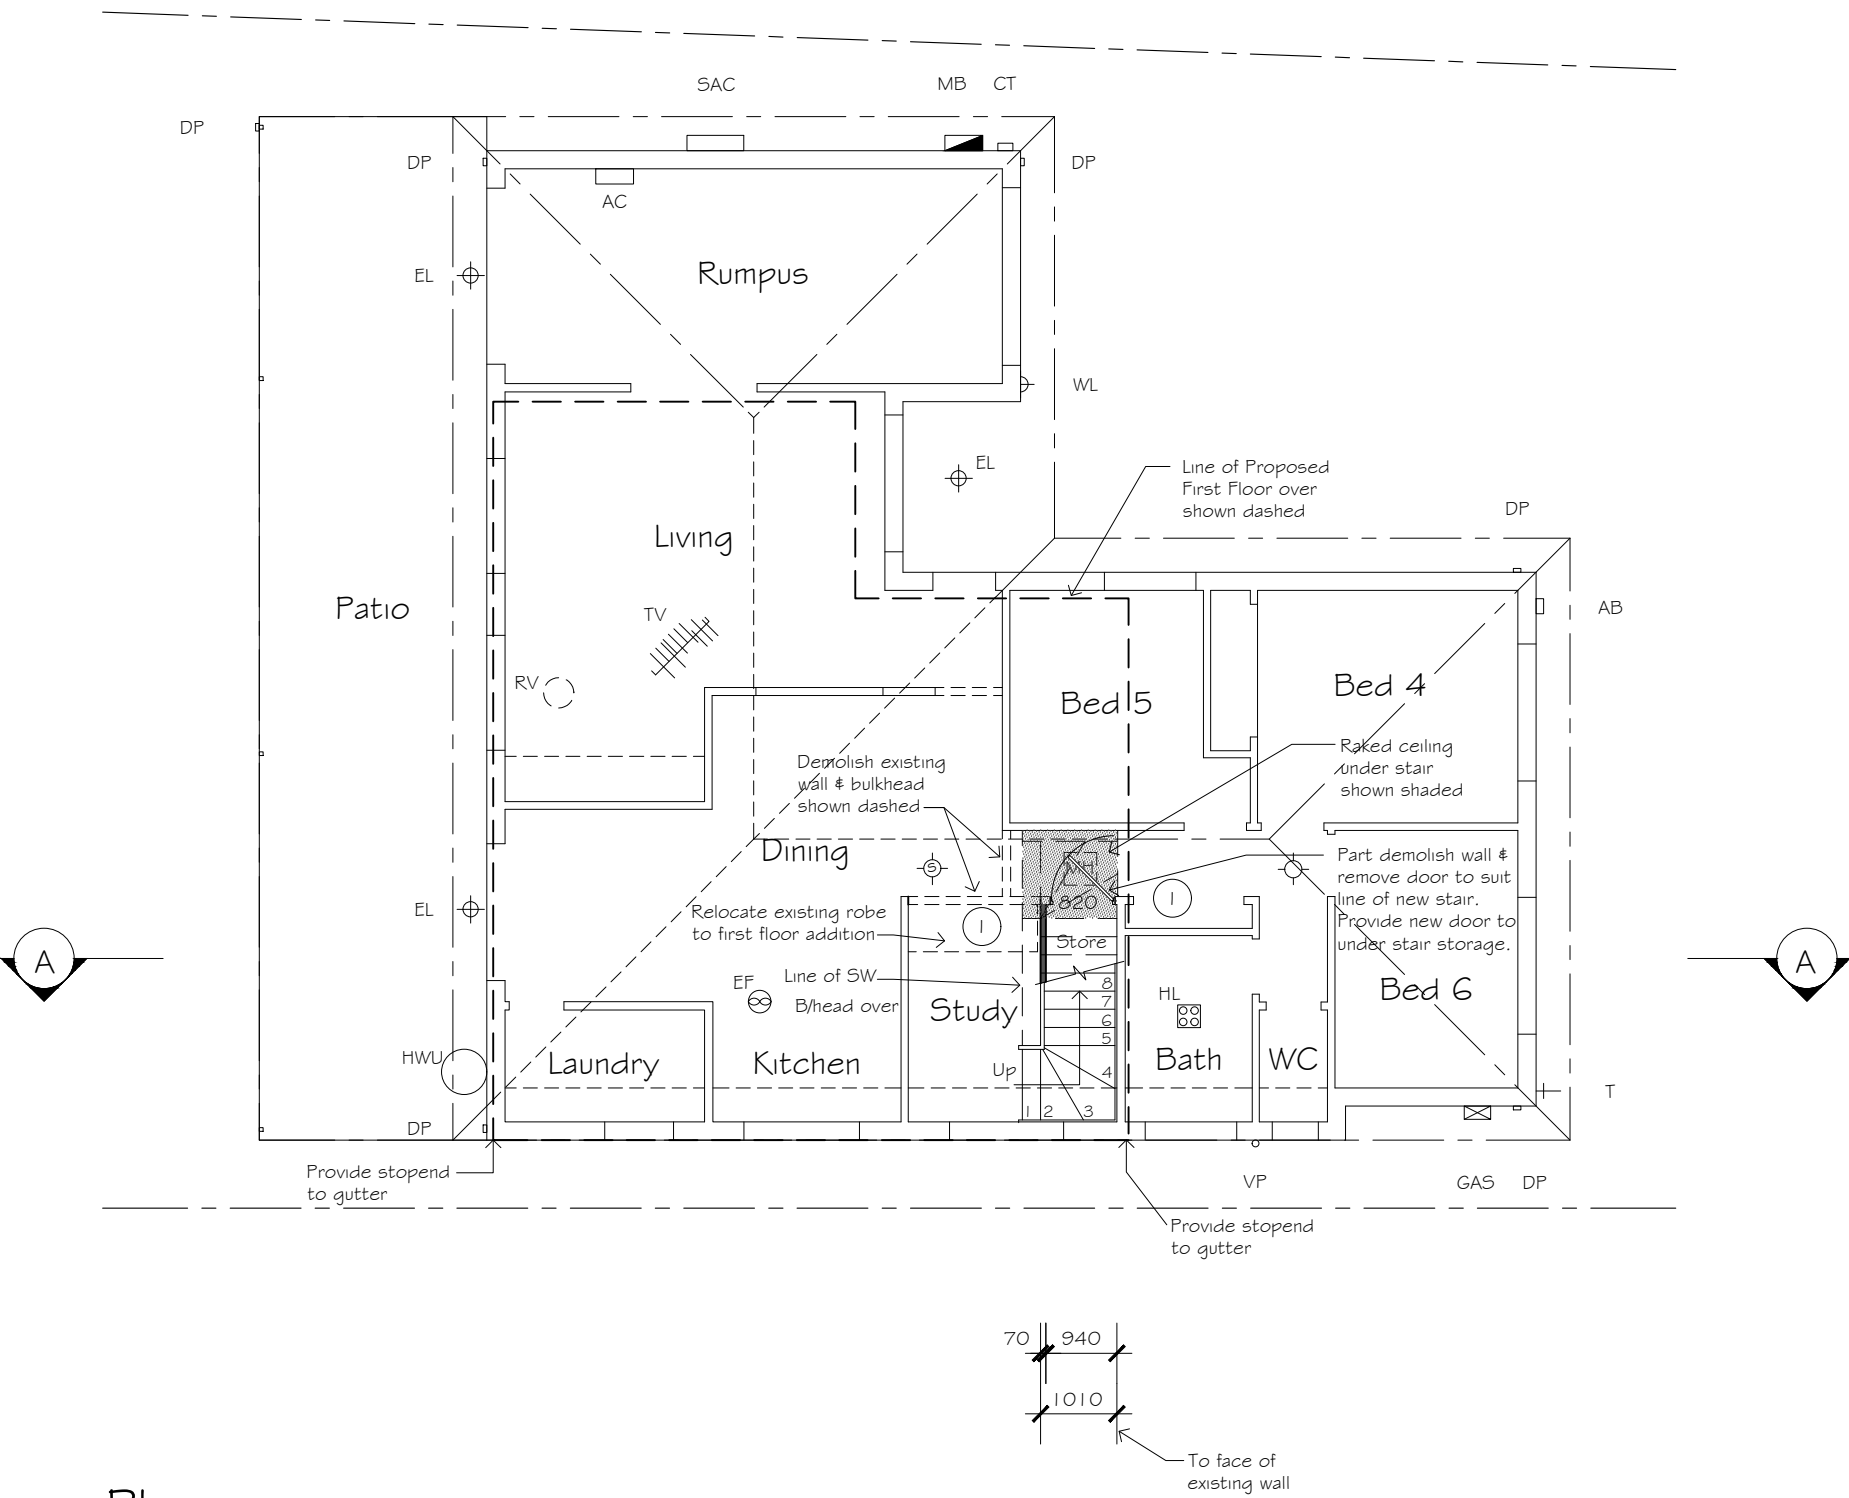 SAC
MB
CT
DP
DP
DP
AC
EL
Rumpus
WL
EL
Line of Proposed
First Floor over
shown dashed
DP
Living
Patio
TV
AB
RV
Bed 5
Bed 4
Demolish existing
wall & bulkhead
shown dashed
Raked ceiling
under stair
shown shaded
Dining
S
MH
820
1
Part demolish wall &
remove door to suit
line of new stair.
Provide new door to
under stair storage.
EL
Relocate existing robe
to first floor addition
1
Store
A
A
Line of SW
B/head over
EF
Study
8
7
6
5
4
3
2
1
Up
HL
Bed 6
HWU
Laundry
Kitchen
Bath
WC
T
DP
Provide stopend
to gutter
VP
GAS
DP
Provide stopend
to gutter
70
940
1010
To face of
existing wall